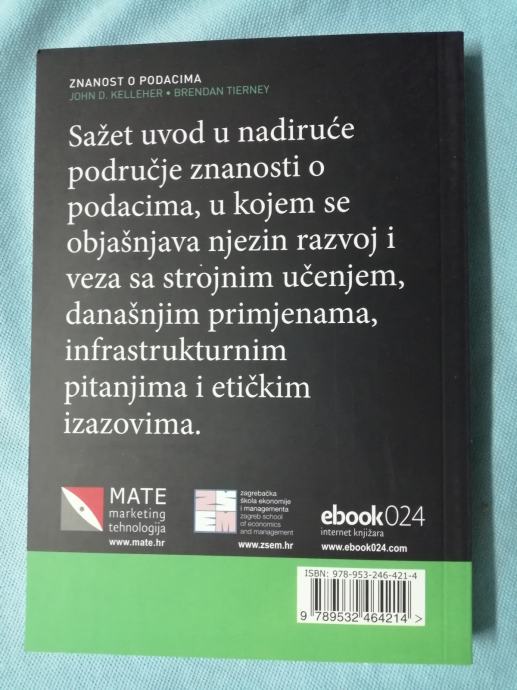 ZNANOST O PODACIMA
JOHN D. KELLEHER • BRENDAN TIERNEY
Sažet uvod u nadiruće
područje znanosti o
podacima, u kojem se
objašnjava njezin razvoj i
veza sa strojnim učenjem,
današnjim primjenama,
infrastrukturnim
pitanjima i etičkim
izazovima.
MATE
marketing
tehnologija
www.mate.hr
ZŠEM
zagrebačka
škola ekonomije
i managementa
zagreb school
of economics
and management
www.zsem.hr
ebook024
internet knjižara
www.ebook024.com
ISBN: 978-953-246-421-4
9 789532 464214 >